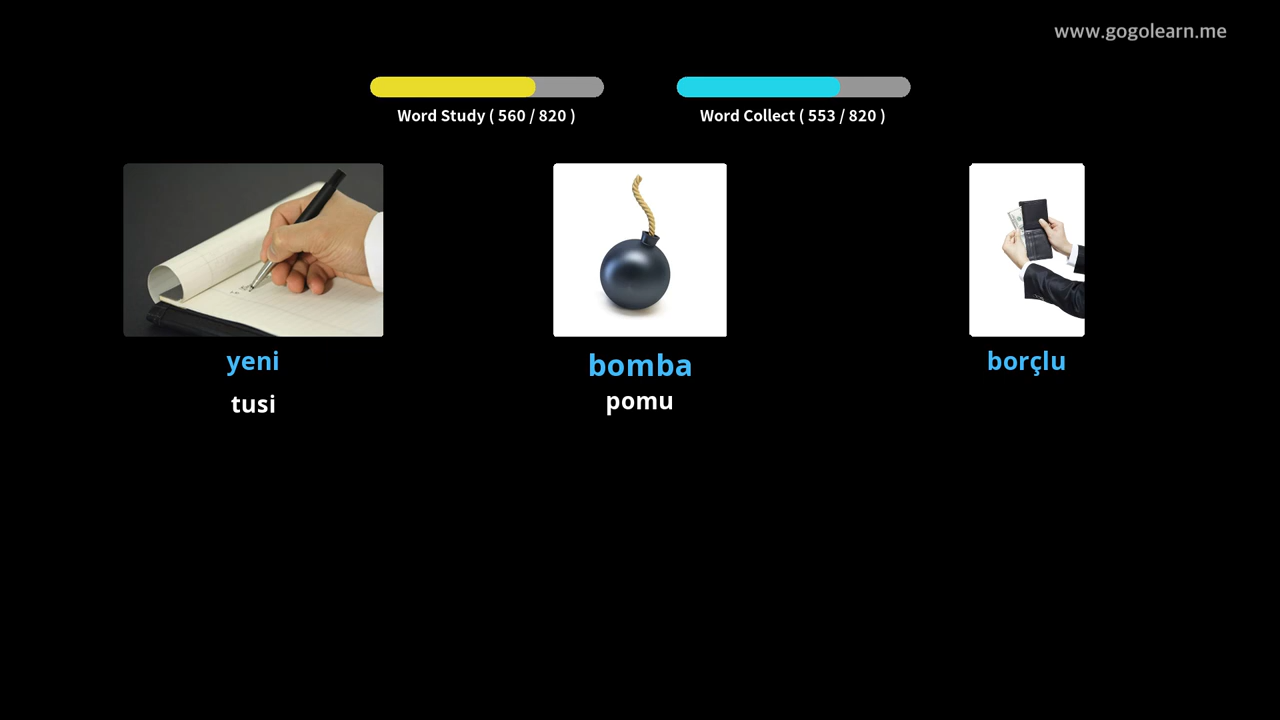 www.gogolearn.me
Word Study ( 560 / 820 )
Word Collect ( 553 / 820 )
yeni
tusi
bomba
pomu
borçlu